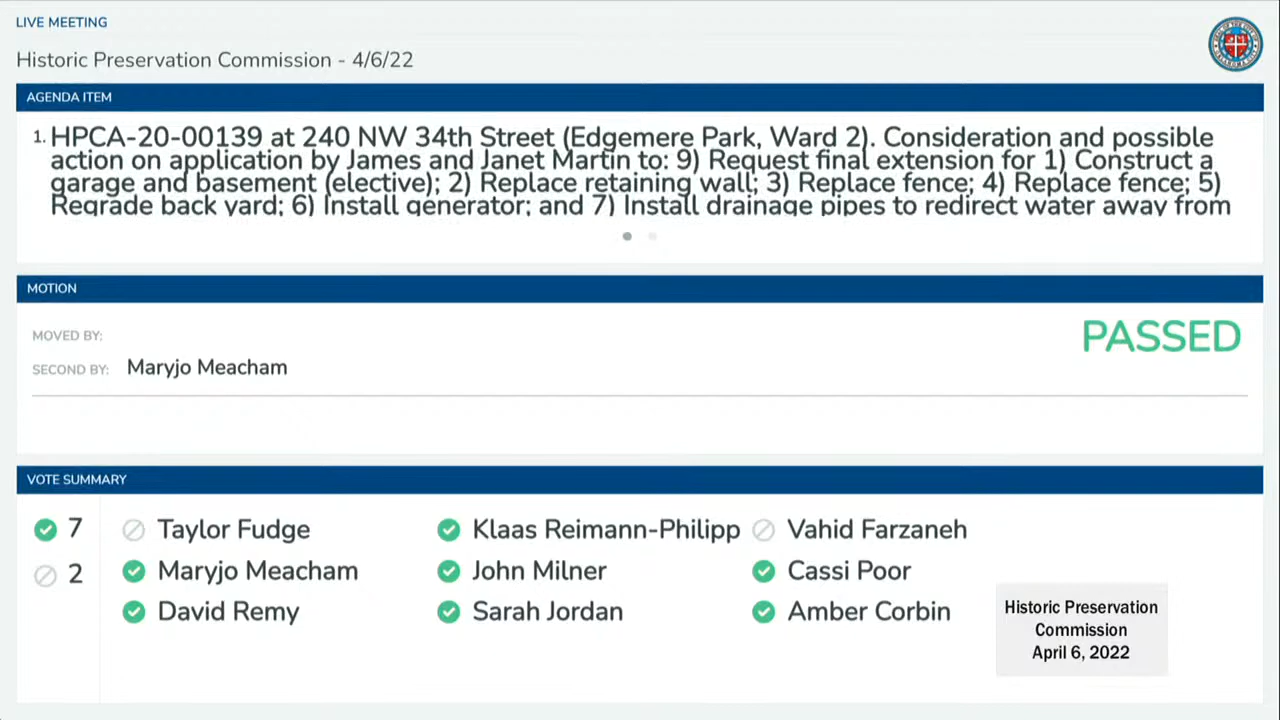 LIVE MEETING
Historic Preservation Commission - 4/6/22
AGENDA ITEM
1. HPCA-20-00139 at 240 NW 34th Street (Edgemere Park, Ward 2). Consideration and possible
action on application by James and Janet Martin to: 9) Request final extension for 1) Construct a
garage and basement (elective); 2) Replace retaining wall; 3) Replace fence; 4) Replace fence; 5)
Regrade back yard; 6) Install generator; and 7) Install drainage pipes to redirect water away from
MOTION
MOVED BY:
PASSED
SECOND BY: Maryjo Meacham
VOTE SUMMARY
7 Taylor Fudge Klaas Reimann-Philipp Vahid Farzaneh
2 Maryjo Meacham John Milner Cassi Poor
David Remy Sarah Jordan Amber Corbin
Historic Preservation
Commission
April 6, 2022